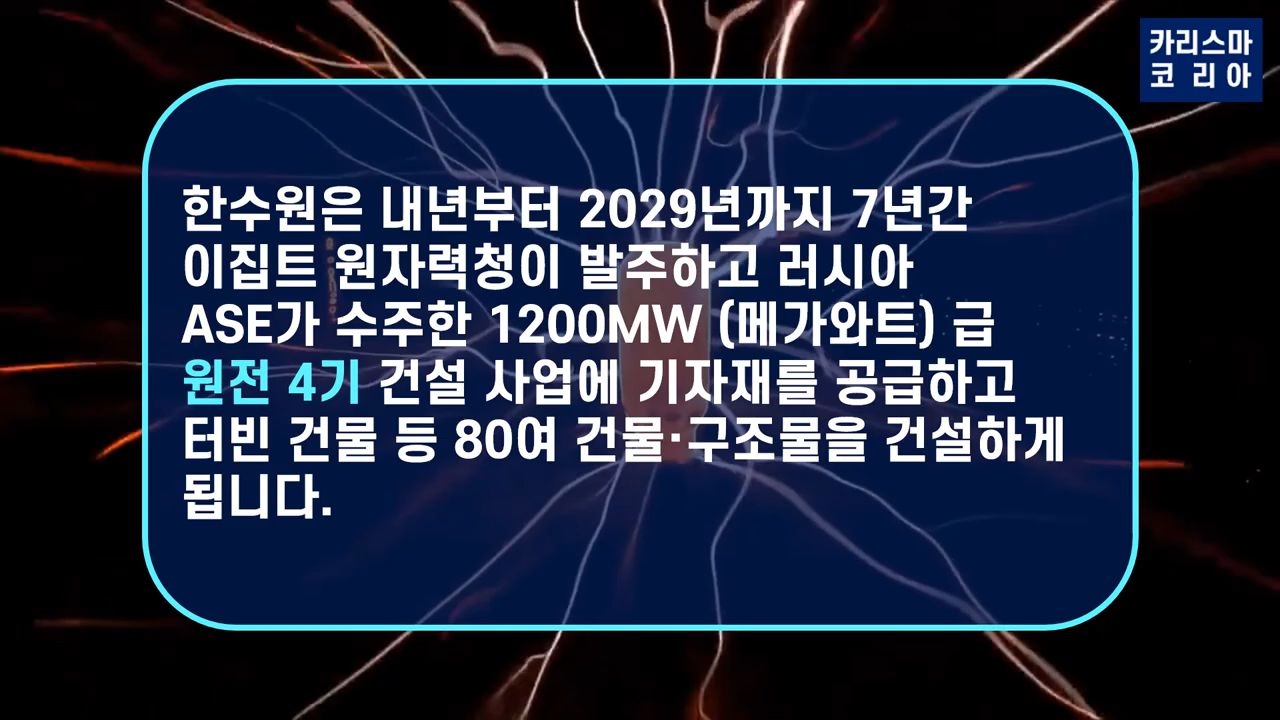 카리스마
코리아
한수원은 내년부터 2029년까지 7년간
이집트 원자력청이 발주하고 러시아
ASE가 수주한 1200MW (메가와트) 급
원전 4기 건설 사업에 기자재를 공급하고
터빈 건물 등 80여 건물·구조물을 건설하게
됩니다.